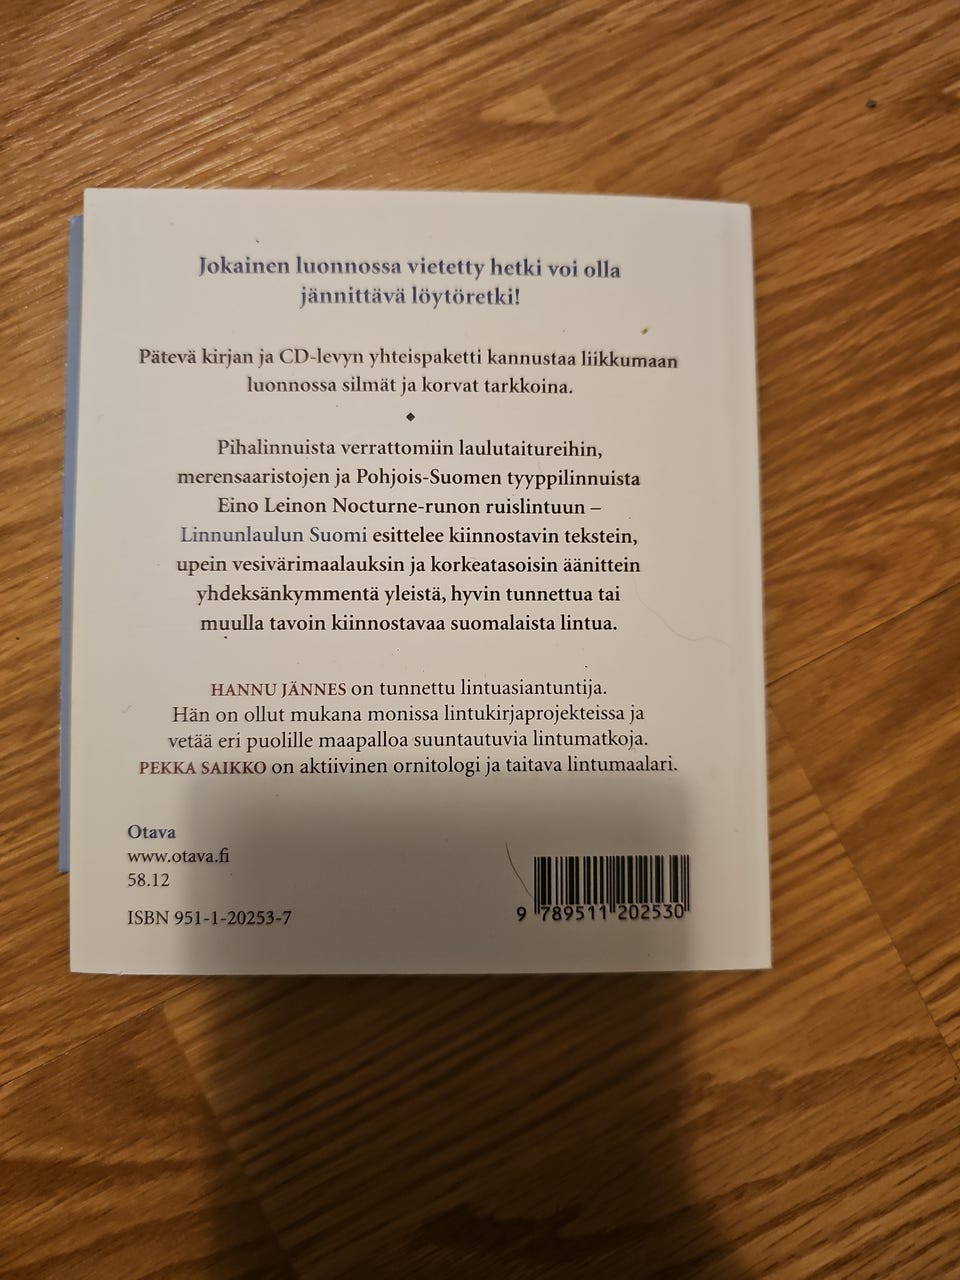 Jokainen luonnossa vietetty hetki voi olla
jännittävä löytöretki!
Pätevä kirjan ja CD-levyn yhteispaketti kannustaa liikkumaan
luonnossa silmät ja korvat tarkkoina.
◆
Pihalinnuista verrattomiin laulutaitureihin,
merensaaristojen ja Pohjois-Suomen tyyppilinnuista
Eino Leinon Nocturne-runon ruislintuun –
Linnunlaulun Suomi esittelee kiinnostavin tekstein,
upein vesivärimaalauksin ja korkeatasoisin äänittein
yhdeksänkymmentä yleistä, hyvin tunnettua tai
muulla tavoin kiinnostavaa suomalaista lintua.
HANNU JÄNNES on tunnettu lintuasiantuntija.
Hän on ollut mukana monissa lintukirjaprojekteissa ja
vetää eri puolille maapalloa suuntautuvia lintumatkoja.
PEKKA SAIKKO on aktiivinen ornitologi ja taitava lintumaalari.
Otava
www.otava.fi
58.12
ISBN 951-1-20253-7
9 789511 202530